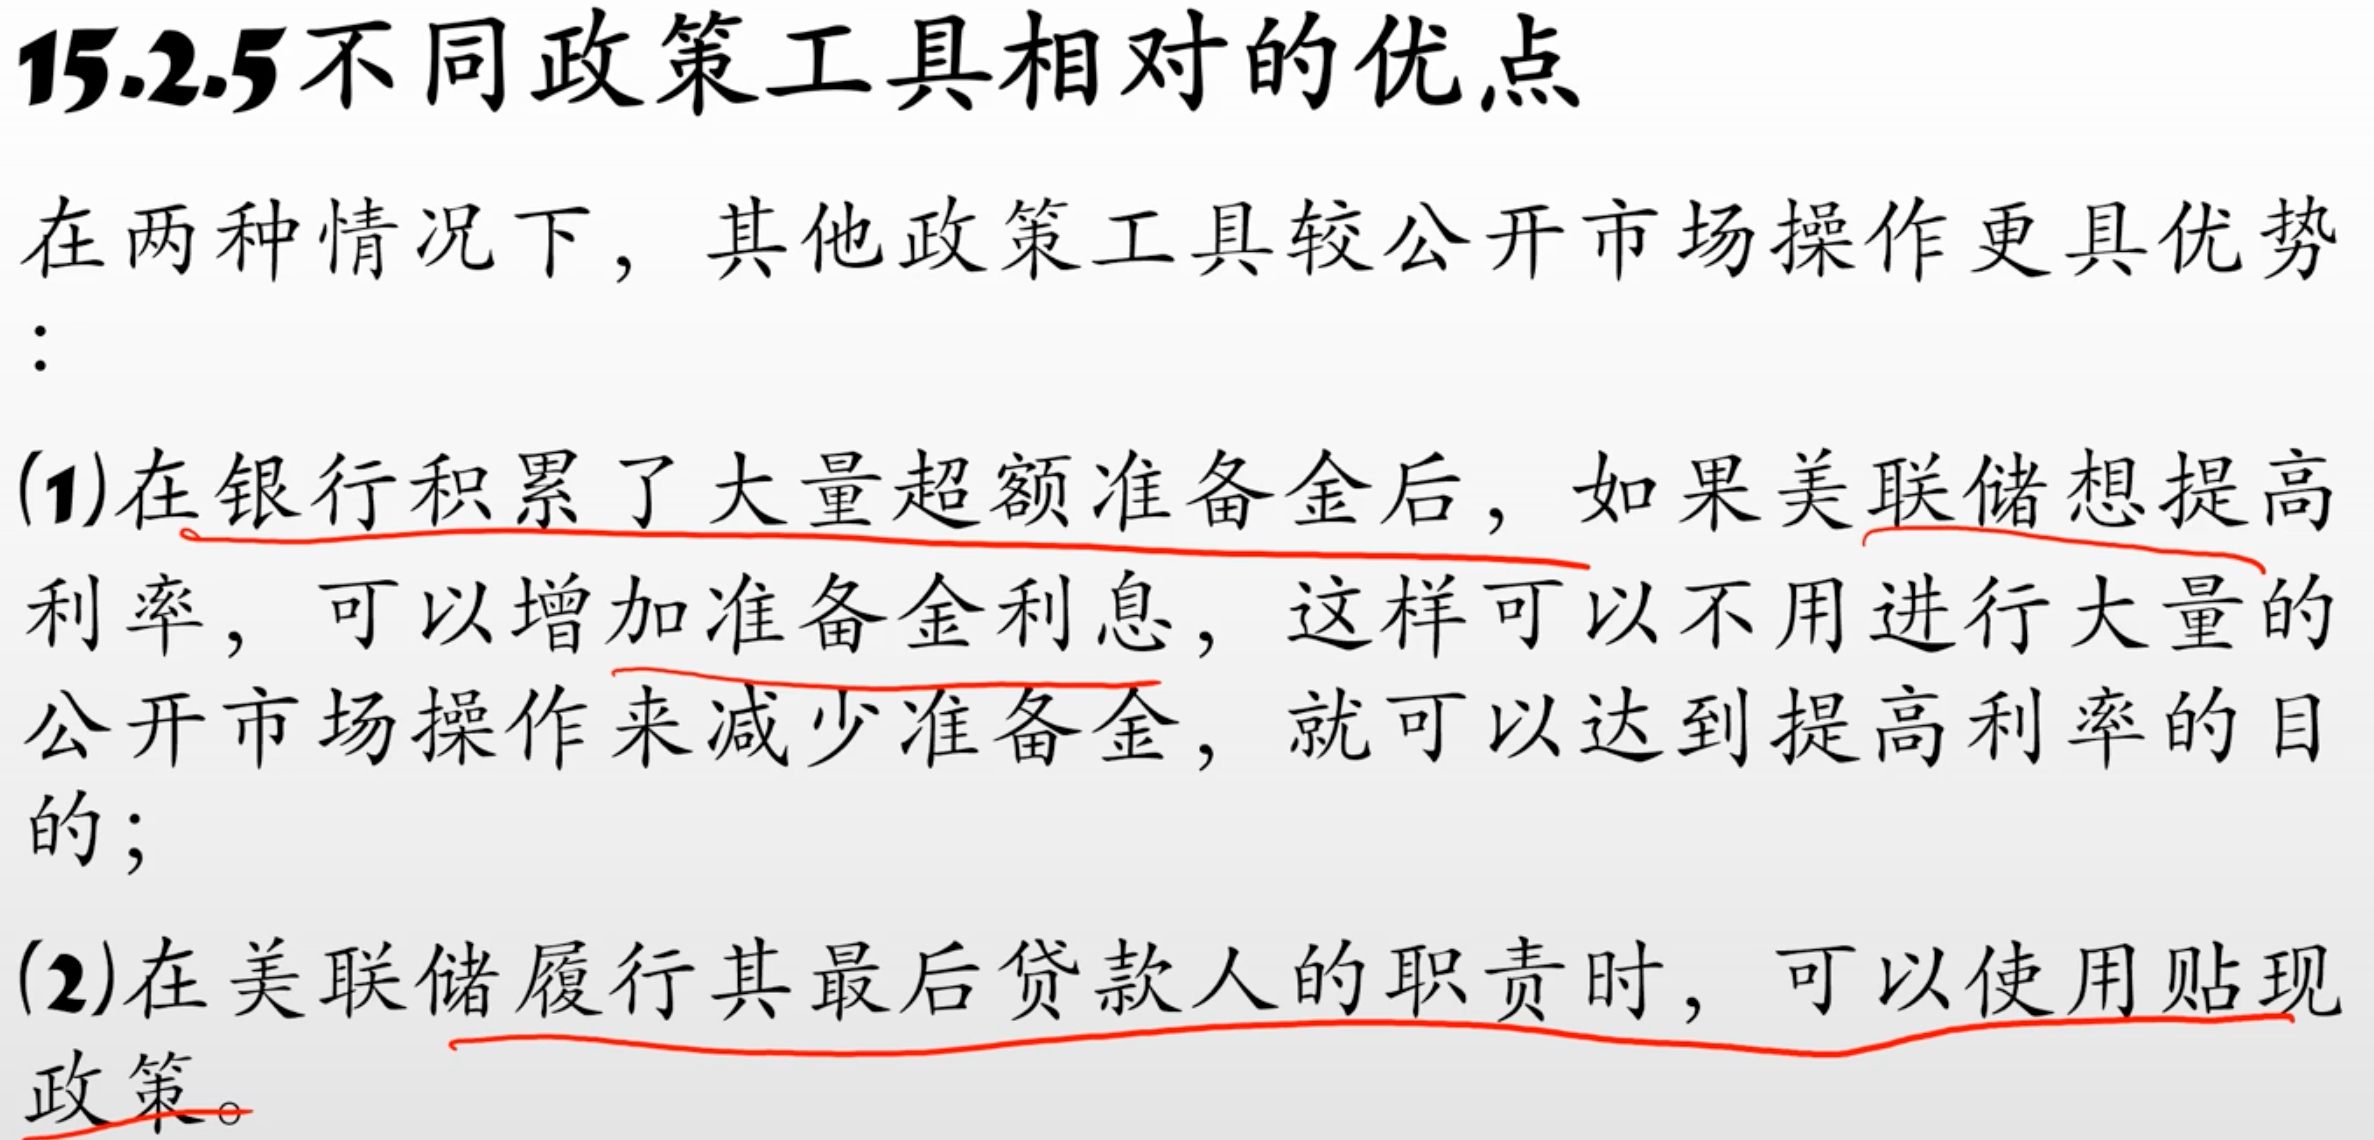 15.2.5不同政策工具相对的优点
在两种情况下，其他政策工具较公开市场操作更具优势
：
(1)在银行积累了大量超额准备金后，如果美联储想提高
利率，可以增加准备金利息，这样可以不用进行大量的
公开市场操作来减少准备金，就可以达到提高利率的目
的；
(2)在美联储履行其最后贷款人的职责时，可以使用贴现
政策。